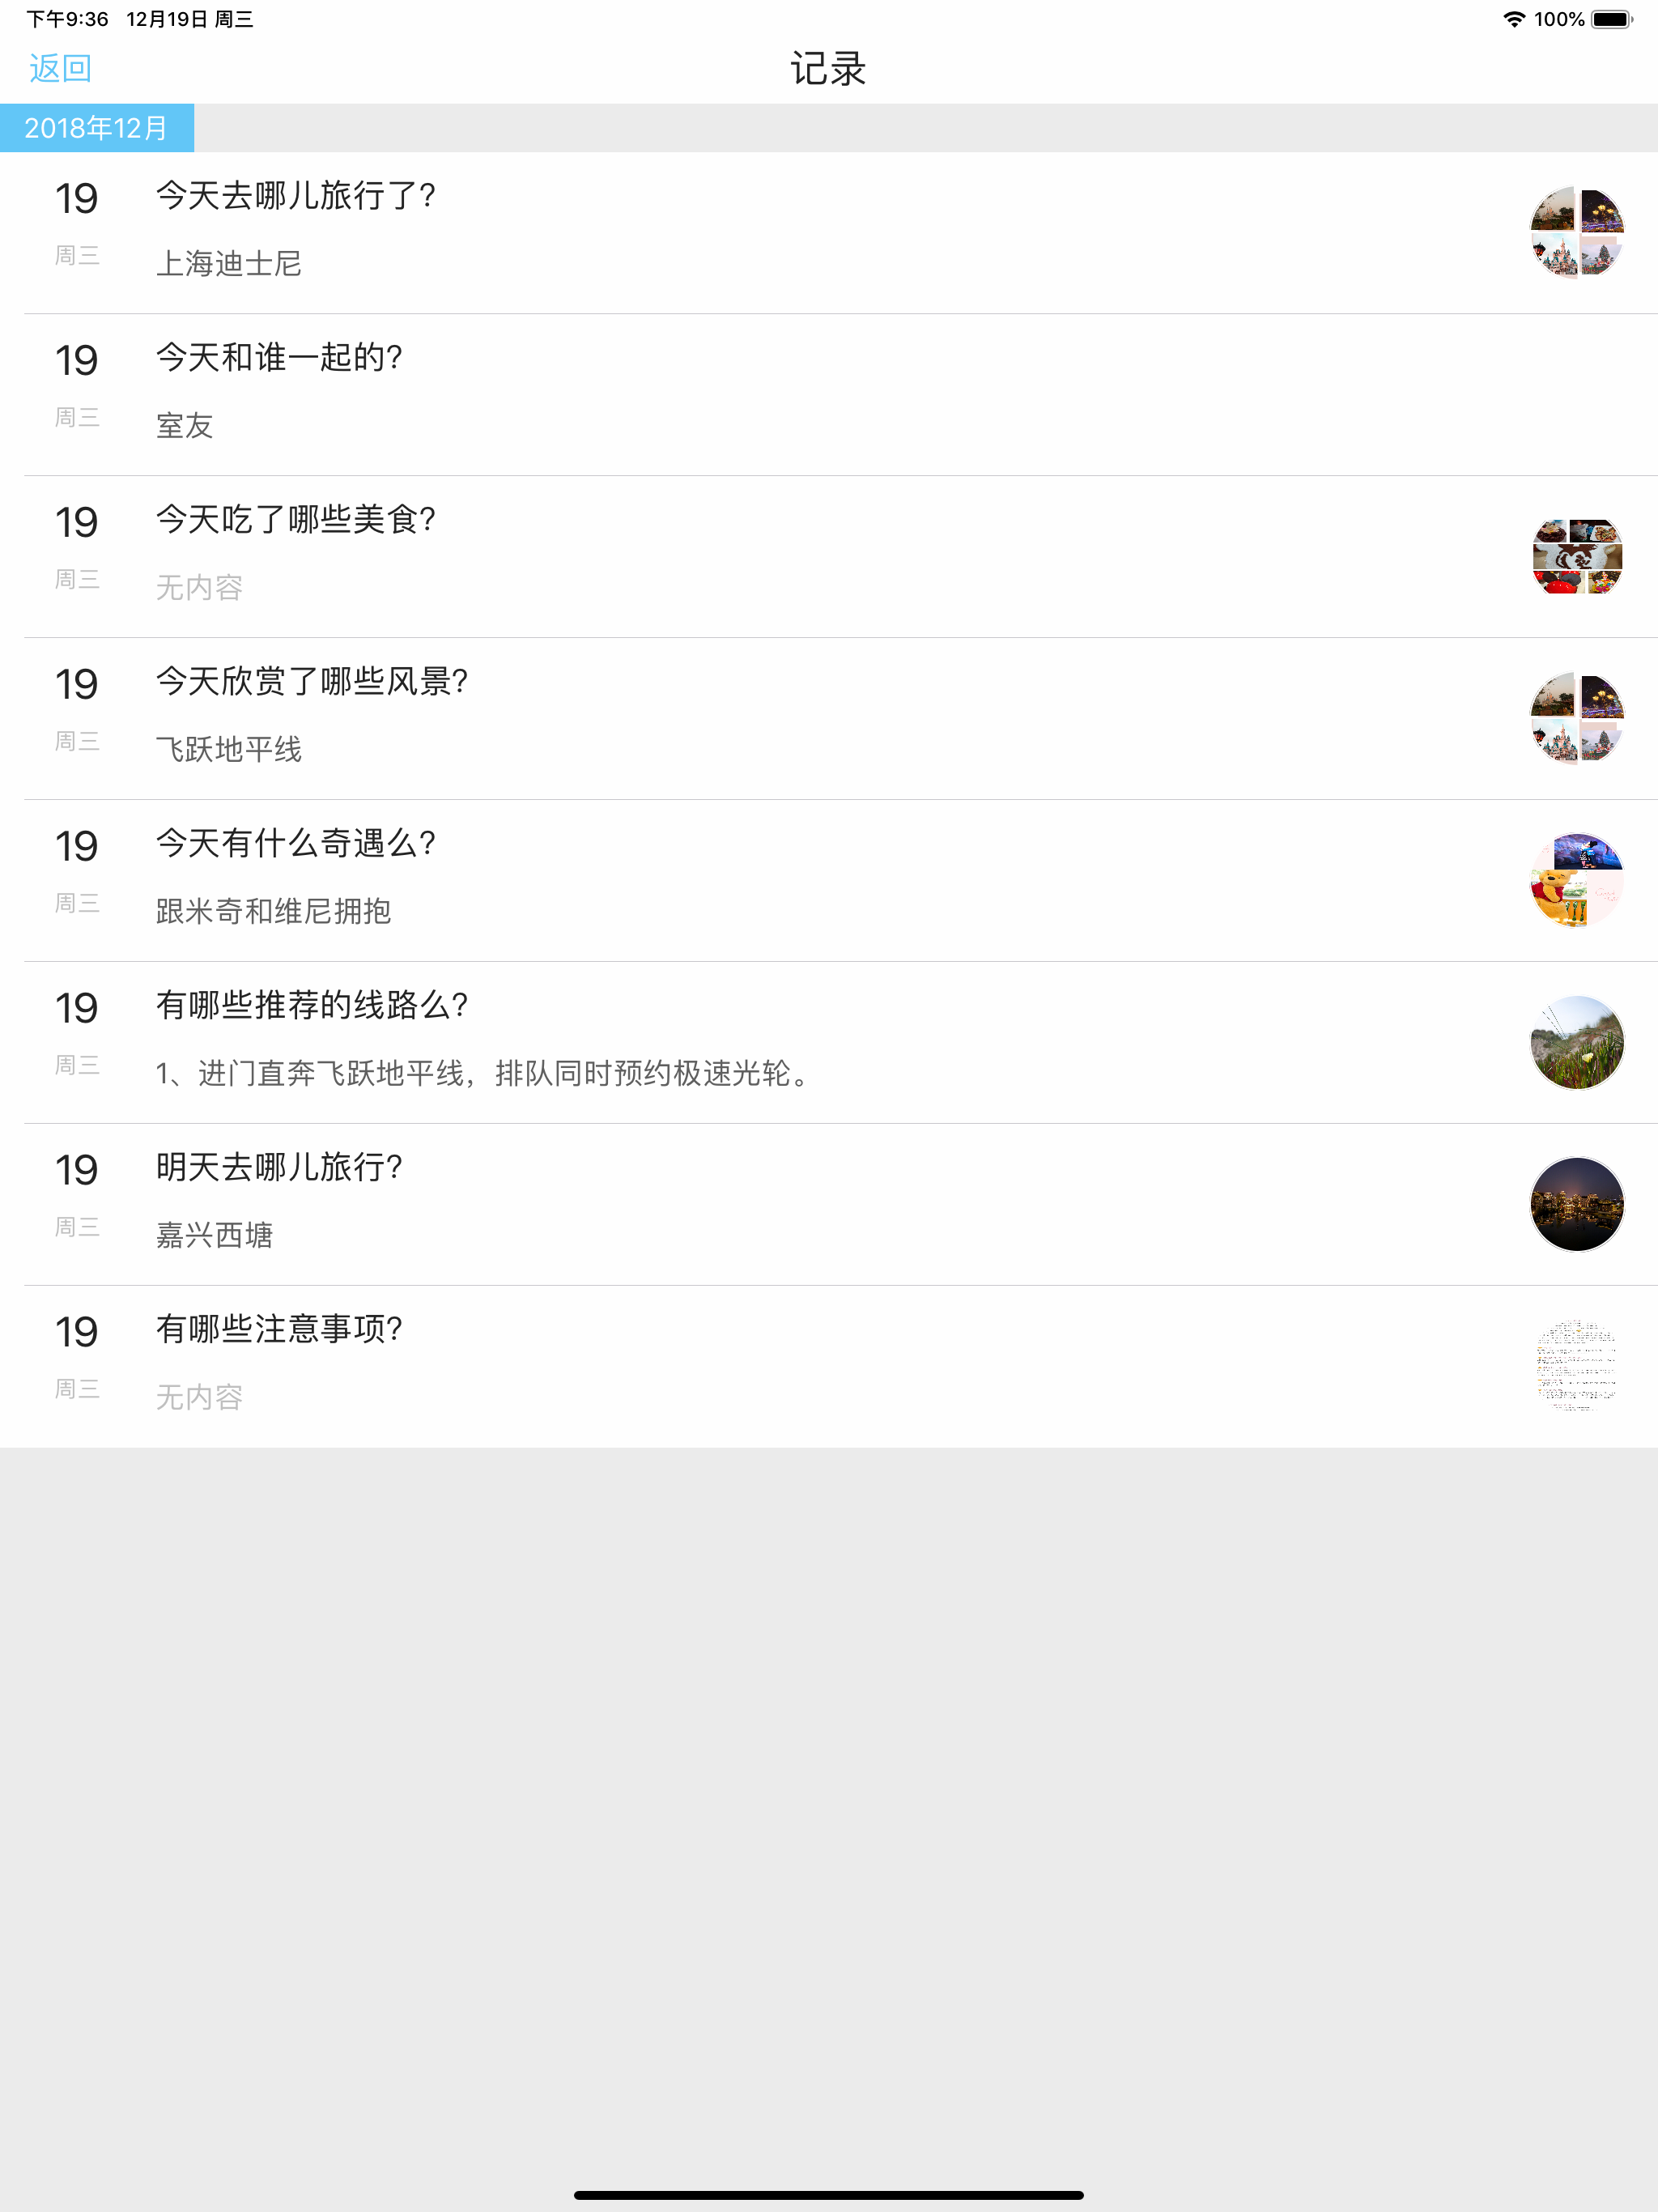 下午9:36 12月19日 周三 100%
返回 记录
2018年12月
19 今天去哪儿旅行了?
周三 上海迪士尼
19 今天和谁一起的?
周三 室友
19 今天吃了哪些美食?
周三 无内容
19 今天欣赏了哪些风景?
周三 飞跃地平线
19 今天有什么奇遇么?
周三 跟米奇和维尼拥抱
19 有哪些推荐的线路么?
周三 1、进门直奔飞跃地平线，排队同时预约极速光轮。
19 明天去哪儿旅行?
周三 嘉兴西塘
19 有哪些注意事项?
周三 无内容